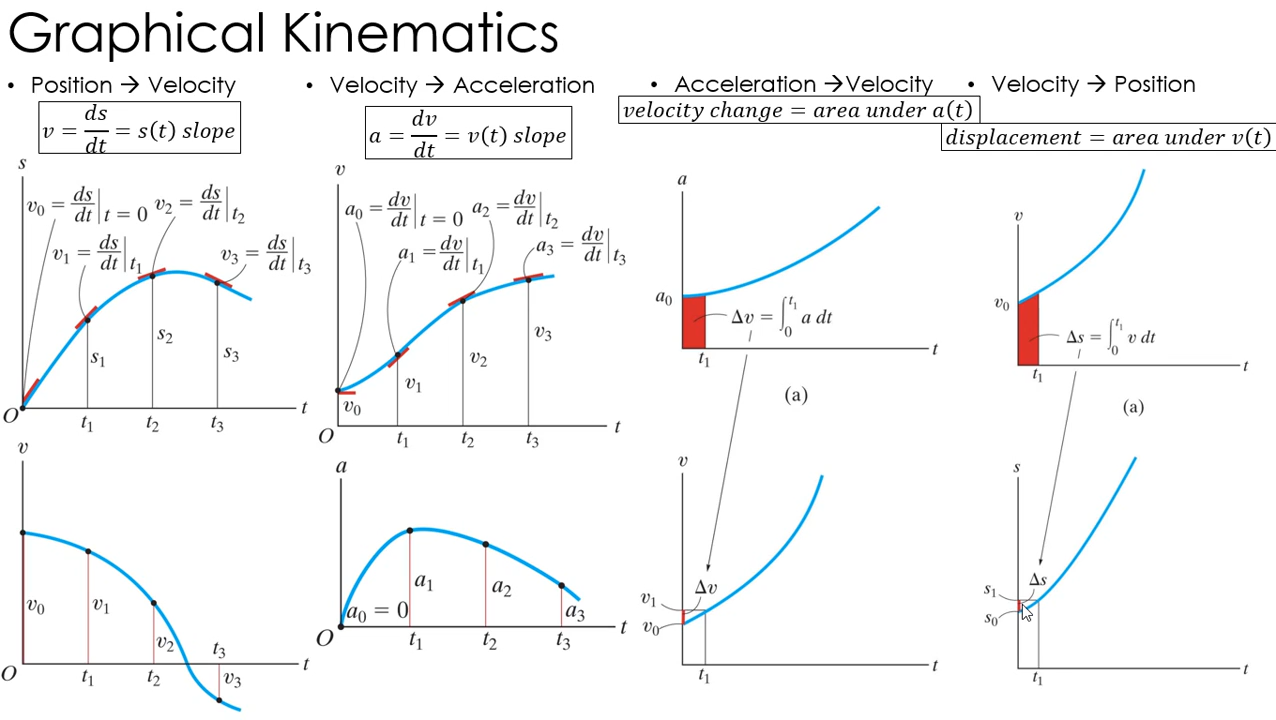 Graphical Kinematics
• Position → Velocity
v = ds/dt = s(t) slope
s
v₀ = ds/dt|t = 0
v₂ = ds/dt|t₂
v₁ = ds/dt|t₁
v₃ = ds/dt|t₃
s₁
s₂
s₃
O
t₁
t₂
t₃
t
v
v₀
v₁
v₂
t₃
v₃
O
t₁
t₂
t
• Velocity → Acceleration
a = dv/dt = v(t) slope
v
a₀ = dv/dt|t = 0
a₂ = dv/dt|t₂
a₁ = dv/dt|t₁
a₃ = dv/dt|t₃
v₀
v₁
v₂
v₃
O
t₁
t₂
t₃
t
a
a₀ = 0
a₁
a₂
a₃
O
t₁
t₂
t₃
t
• Acceleration →Velocity
velocity change = area under a(t)
a
a₀
Δv = ∫₀^t₁ a dt
t₁
t
(a)
v
v₁
Δv
v₀
t₁
t
• Velocity → Position
displacement = area under v(t)
v
v₀
Δs = ∫₀^t₁ v dt
t₁
t
(a)
s
s₁
Δs
s₀
t₁
t